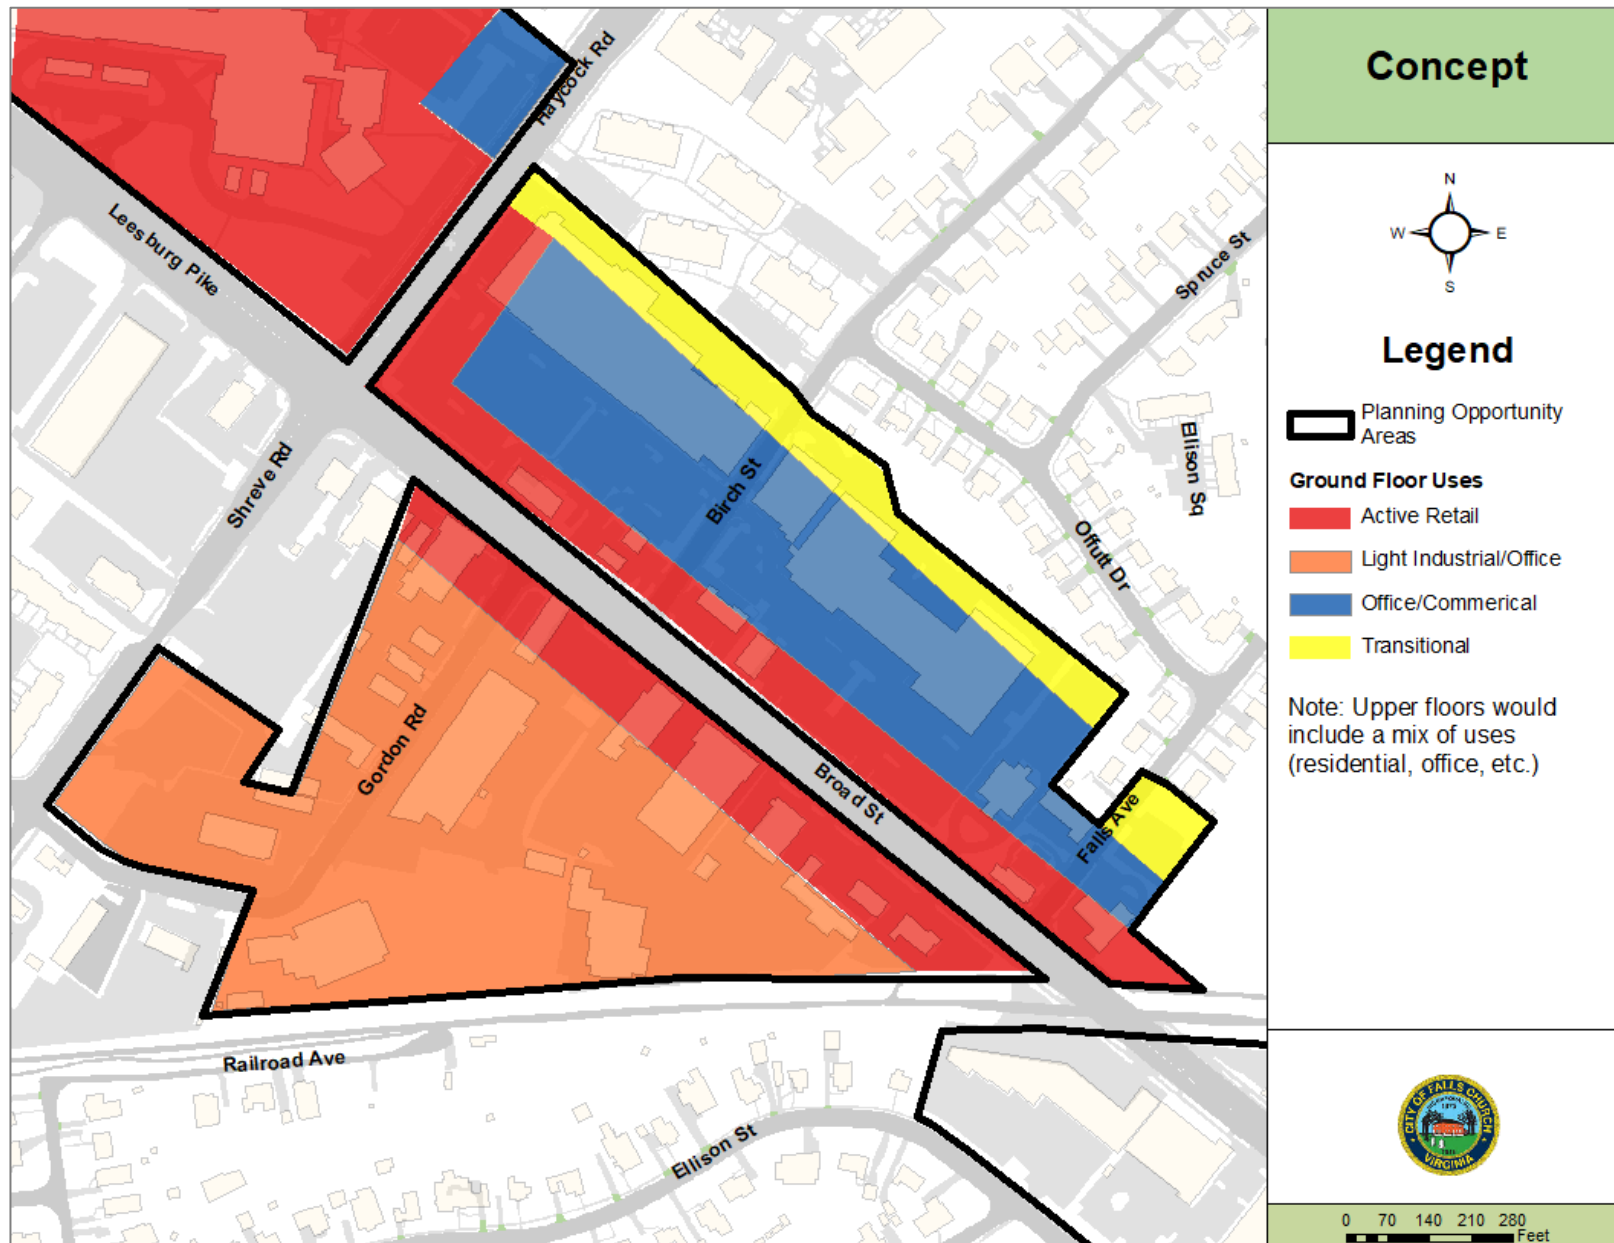 Concept
N
W E
S
Legend
Planning Opportunity
Areas
Ground Floor Uses
Active Retail
Light Industrial/Office
Office/Commerical
Transitional
Note: Upper floors would
include a mix of uses
(residential, office, etc.)
CITY OF FALLS CHURCH
VIRGINIA
0 70 140 210 280
Feet
Haycock Rd
Leesburg Pike
Spruce St
Elison Sq
Shreve Rd
Birch St
Offutt Dr
Gordon Rd
Broad St
Falls Ave
Railroad Ave
Ellison St